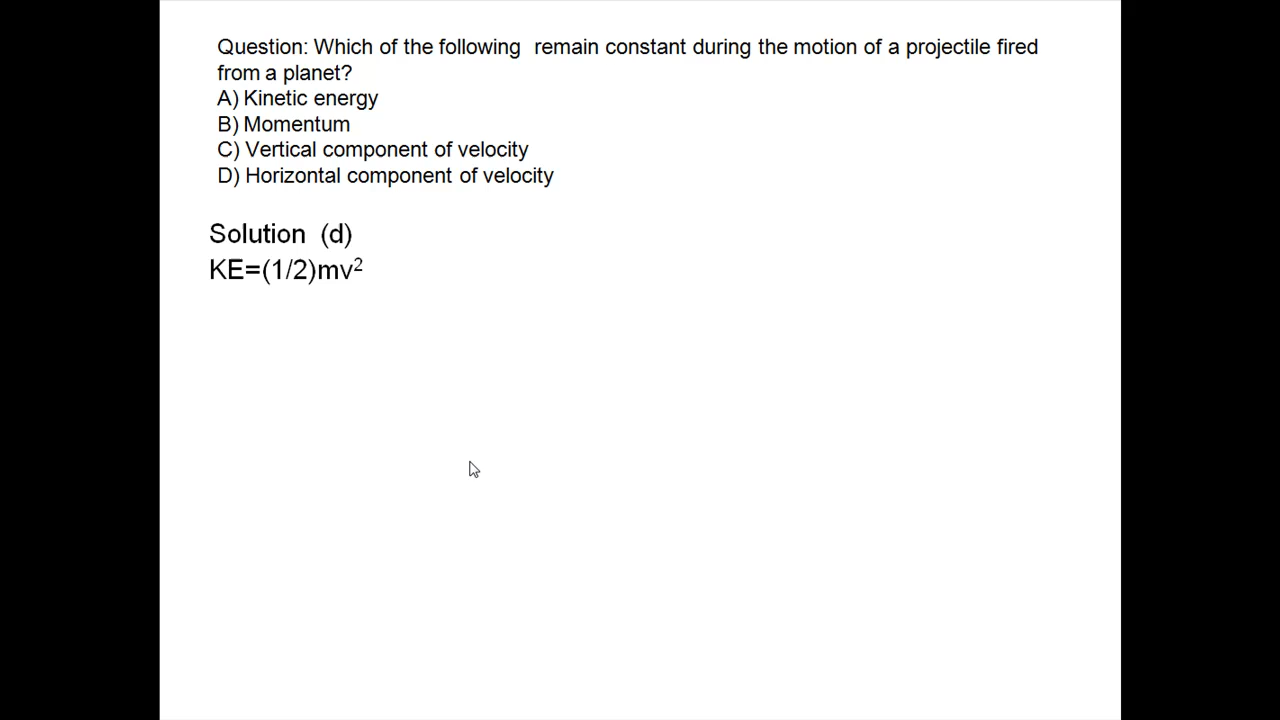 Question: Which of the following remain constant during the motion of a projectile fired
from a planet?
A) Kinetic energy
B) Momentum
C) Vertical component of velocity
D) Horizontal component of velocity
Solution (d)
KE=(1/2)mv²